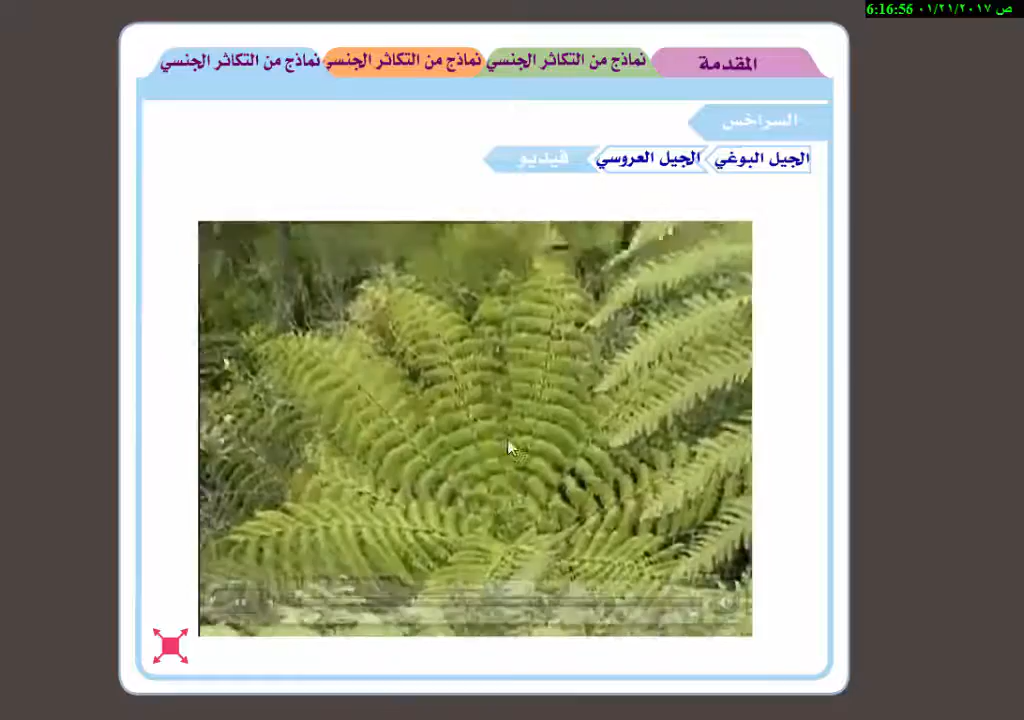 6:16:56 ص ٠١/٢١/٢٠١٧
المقدمة
نماذج من التكاثر الجنسي
نماذج من التكاثر الجنسي
نماذج من التكاثر الجنسي
السراخس
الجيل البوغي
الجيل العروسي
فيديو